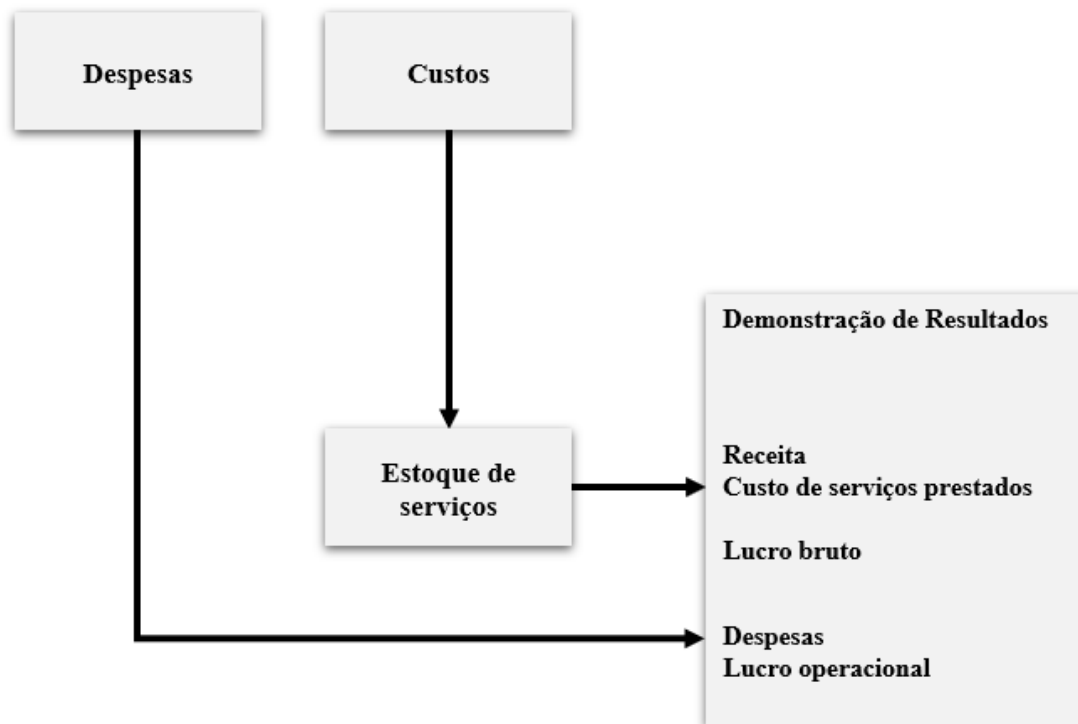 Despesas
Custos
Demonstração de Resultados
Estoque de
serviços
Receita
Custo de serviços prestados
Lucro bruto
Despesas
Lucro operacional